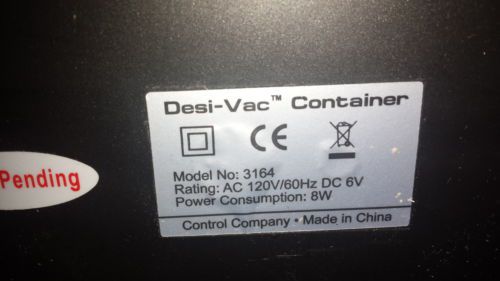 Desi-Vac™ Container
CE
Pending
Model No: 3164
Rating: AC 120V/60Hz DC 6V
Power Consumption: 8W
Control Company • Made in China